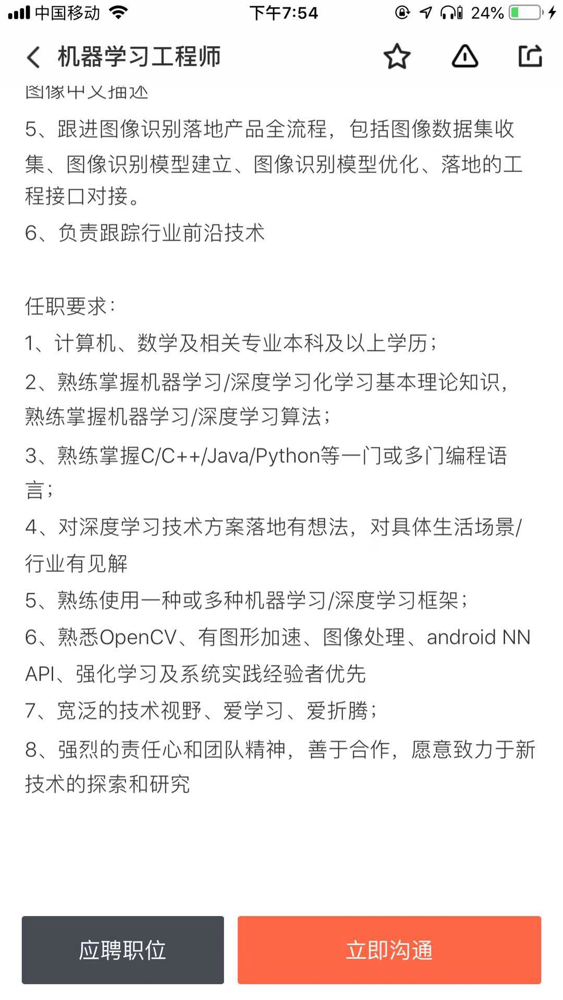 中国移动 下午7:54 24%
机器学习工程师
图像中文描述
5、跟进图像识别落地产品全流程，包括图像数据集收
集、图像识别模型建立、图像识别模型优化、落地的工
程接口对接。
6、负责跟踪行业前沿技术
任职要求：
1、计算机、数学及相关专业本科及以上学历；
2、熟练掌握机器学习/深度学习化学习基本理论知识，
熟练掌握机器学习/深度学习算法；
3、熟练掌握C/C++/Java/Python等一门或多门编程语
言；
4、对深度学习技术方案落地有想法，对具体生活场景/
行业有见解
5、熟练使用一种或多种机器学习/深度学习框架；
6、熟悉OpenCV、有图形加速、图像处理、android NN
API、强化学习及系统实践经验者优先
7、宽泛的技术视野、爱学习、爱折腾；
8、强烈的责任心和团队精神，善于合作，愿意致力于新
技术的探索和研究
应聘职位 立即沟通